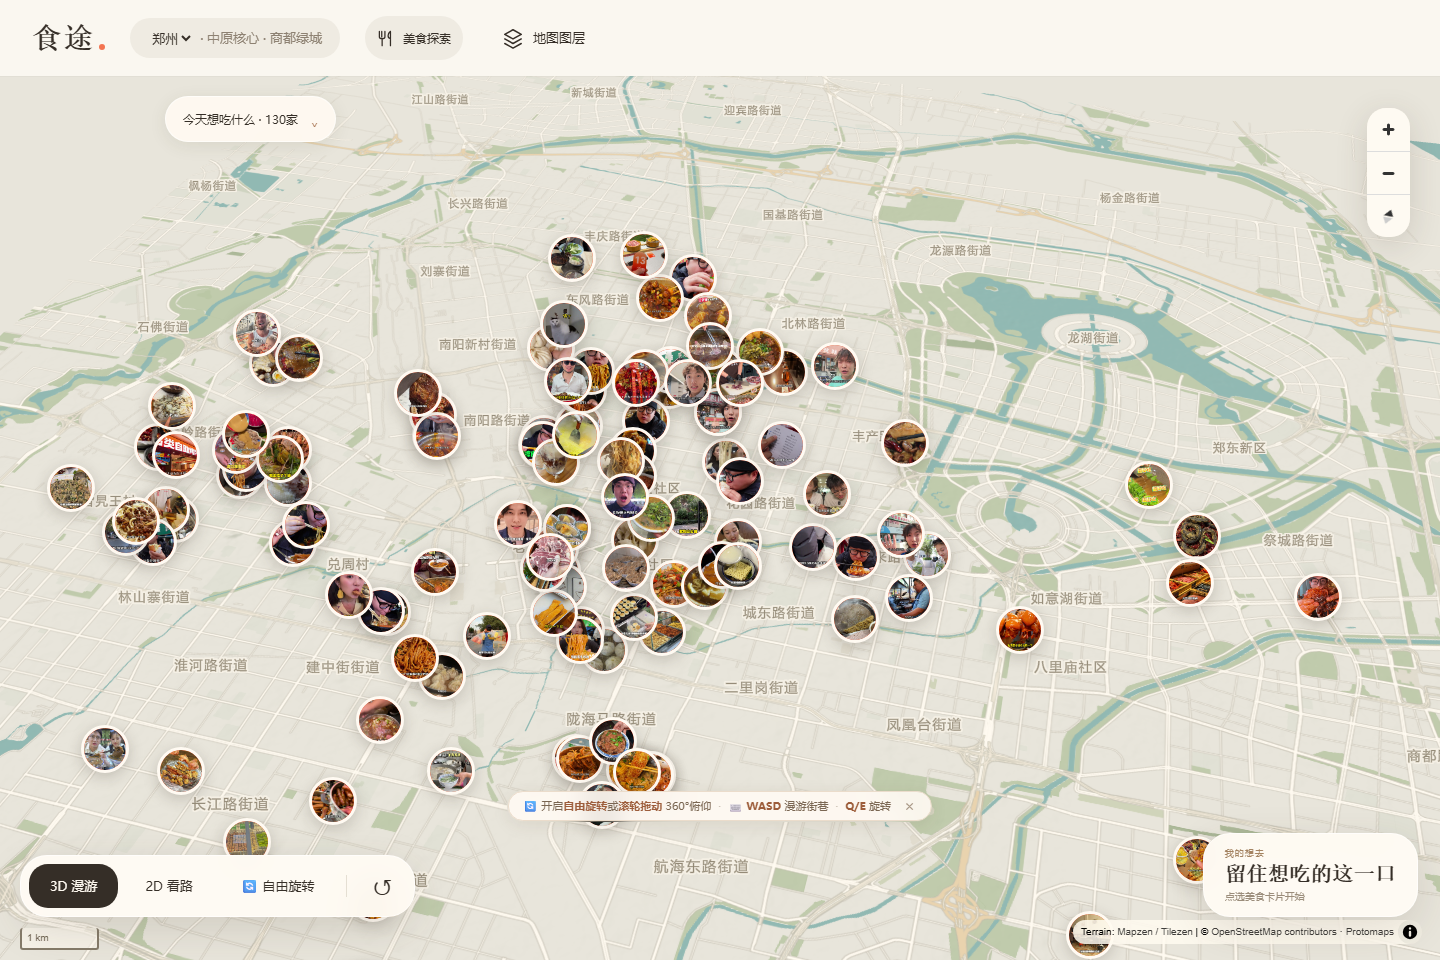 食途.
郑州 · 中原核心 · 商都绿城
美食探索
地图图层
今天想吃什么 · 130家
江山路街道
新城街道
迎宾路街道
枫杨街道
长兴路街道
国基路街道
杨金路街道
丰庆路街
龙源路街道
刘寨街道
东风路街道
石佛街道
南阳新村街道
北林路街道
龙湖街道
南阳路街道
岭路街
丰产
郑东新区
社区
花园路街道
祭城路街道
兑周村
林山寨街道
城东路街道
如意湖街道
淮河路街道
建中街街道
八里庙社区
二里岗街道
陇海马路街道
凤凰台街道
商都
长江路街道
开启自由旋转或滚轮拖动 360°俯仰 · WASD 漫游街巷 · Q/E 旋转 ×
航海东路街道
道
3D 漫游
2D 看路
自由旋转
我的想去
留住想吃的这一口
点选美食卡片开始
1 km
Terrain: Mapzen / Tilezen | © OpenStreetMap contributors · Protomaps